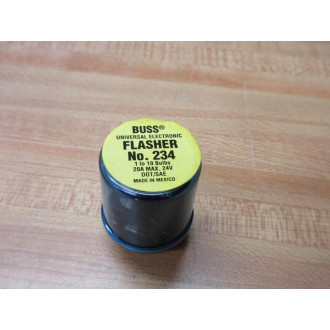 BUSS®
UNIVERSAL ELECTRONIC
FLASHER
No. 234
1 to 10 Bulbs
20A MAX. 24V
DOT/SAE
MADE IN MEXICO